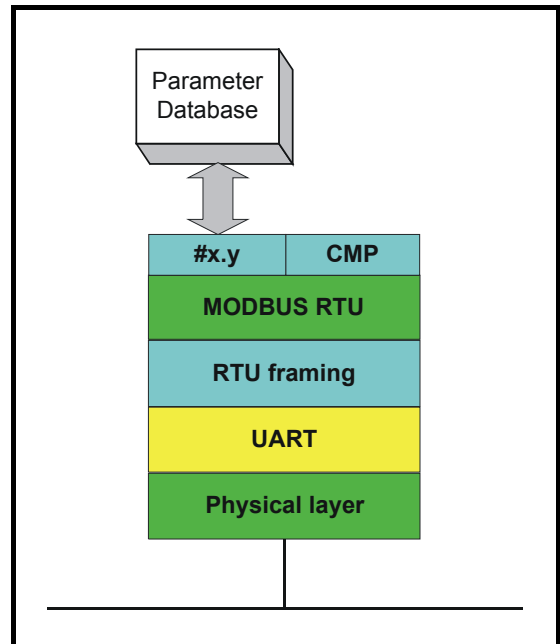 Parameter
Database
#x.y CMP
MODBUS RTU
RTU framing
UART
Physical layer